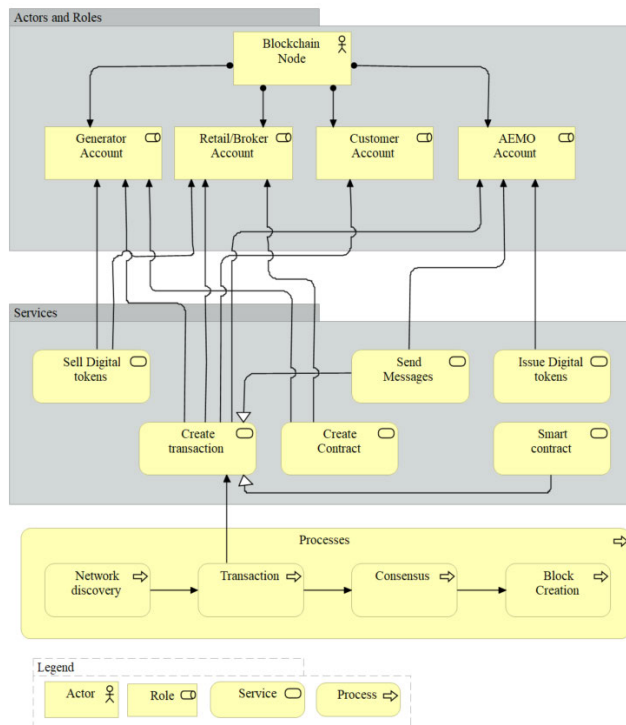 Actors and Roles
Blockchain
Node
Generator
Account
Retail/Broker
Account
Customer
Account
AEMO
Account
Services
Sell Digital
tokens
Send
Messages
Issue Digital
tokens
Create
transaction
Create
Contract
Smart
contract
Processes
Network
discovery
Transaction
Consensus
Block
Creation
Legend
Actor
Role
Service
Process